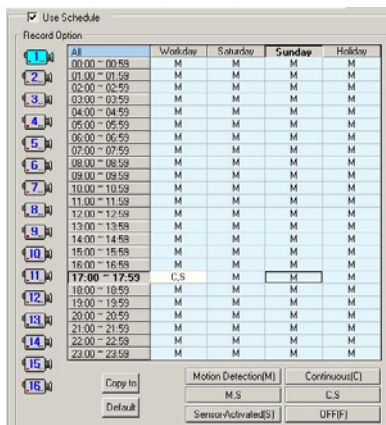 Use Schedule
Record Option
All Workday Saturday Sunday Holiday
1 00:00 ~ 00:59 M M M M
01:00 ~ 01:59 M M M M
2 02:00 ~ 02:59 M M M M
03:00 ~ 03:59 M M M M
3 04:00 ~ 04:59 M M M M
4 05:00 ~ 05:59 M M M M
06:00 ~ 06:59 M M M M
5 07:00 ~ 07:59 M M M M
6 08:00 ~ 08:59 M M M M
09:00 ~ 09:59 M M M M
7 10:00 ~ 10:59 M M M M
11:00 ~ 11:59 M M M M
8 12:00 ~ 12:59 M M M M
9 13:00 ~ 13:59 M M M M
14:00 ~ 14:59 M M M M
10 15:00 ~ 15:59 M M M M
16:00 ~ 16:59 M M M M
11 17:00 ~ 17:59 C,S M M M
12 18:00 ~ 18:59 M M M M
19:00 ~ 19:59 M M M M
13 20:00 ~ 20:59 M M M M
21:00 ~ 21:59 M M M M
14 22:00 ~ 22:59 M M M M
23:00 ~ 23:59 M M M M
15
16
Copy to Motion Detection(M) Continuous(C)
M,S C,S
Default Sensor-Activated(S) OFF(F)